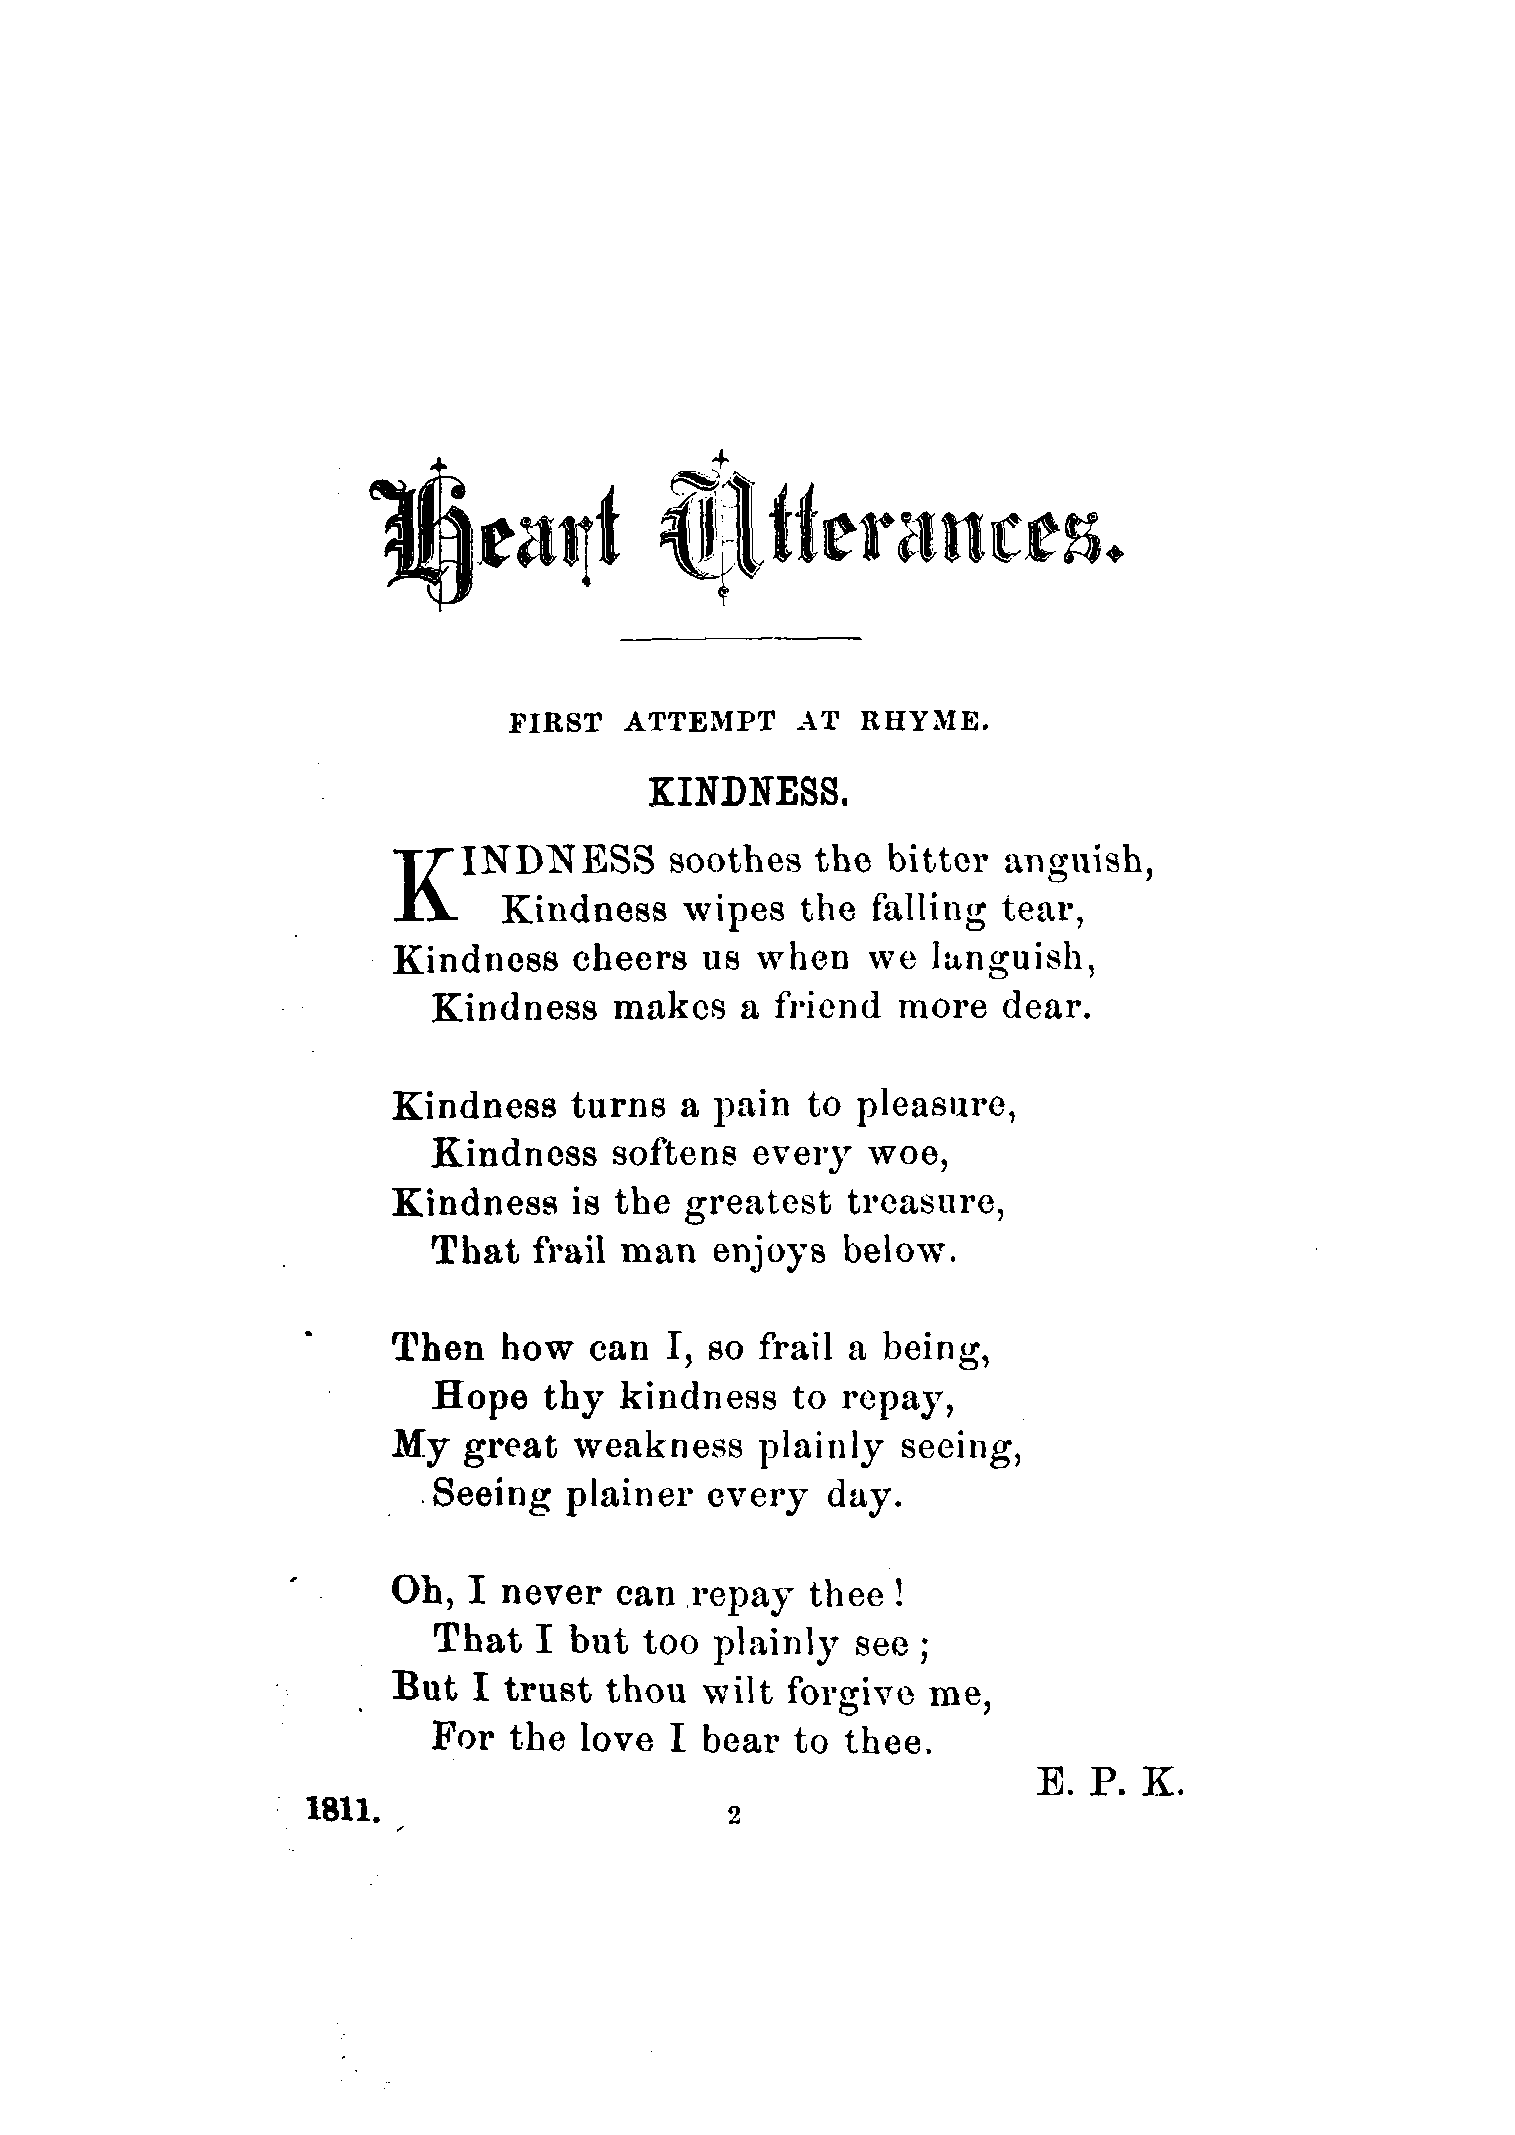 Heart Utterances.
FIRST ATTEMPT AT RHYME.
KINDNESS.
KINDNESS soothes the bitter anguish,
Kindness wipes the falling tear,
Kindness cheers us when we languish,
Kindness makes a friend more dear.
Kindness turns a pain to pleasure,
Kindness softens every woe,
Kindness is the greatest treasure,
That frail man enjoys below.
Then how can I, so frail a being,
Hope thy kindness to repay,
My great weakness plainly seeing,
Seeing plainer every day.
Oh, I never can repay thee!
That I but too plainly see;
But I trust thou wilt forgive me,
For the love I bear to thee.
E. P. K.
1811.
2